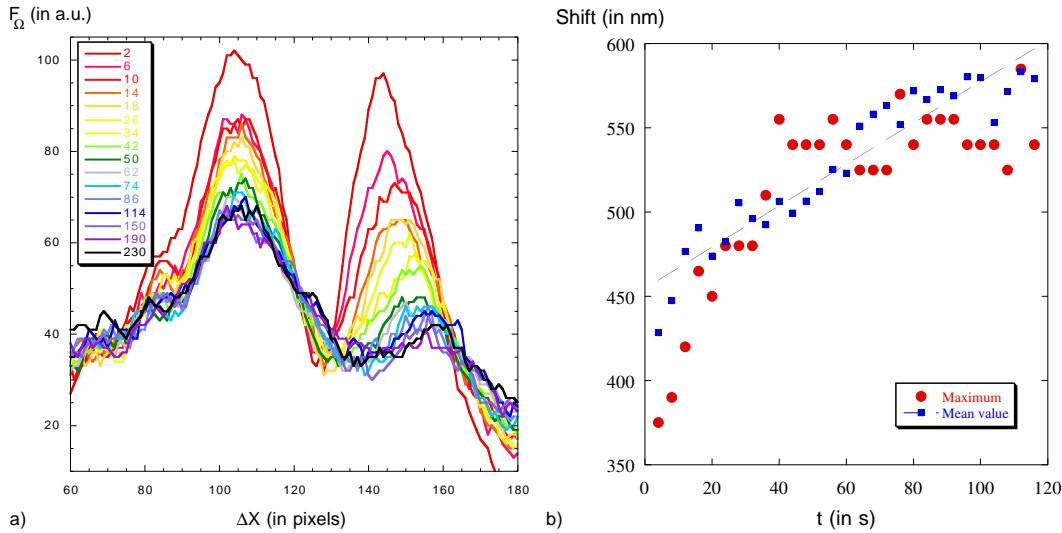 F_Ω (in a.u.)
100
80
60
40
20
2
6
10
14
18
26
34
42
50
62
74
86
114
150
190
230
60 80 100 120 140 160 180
a)
ΔX (in pixels)
Shift (in nm)
600
550
500
450
400
350
Maximum
Mean value
0 20 40 60 80 100 120
b)
t (in s)